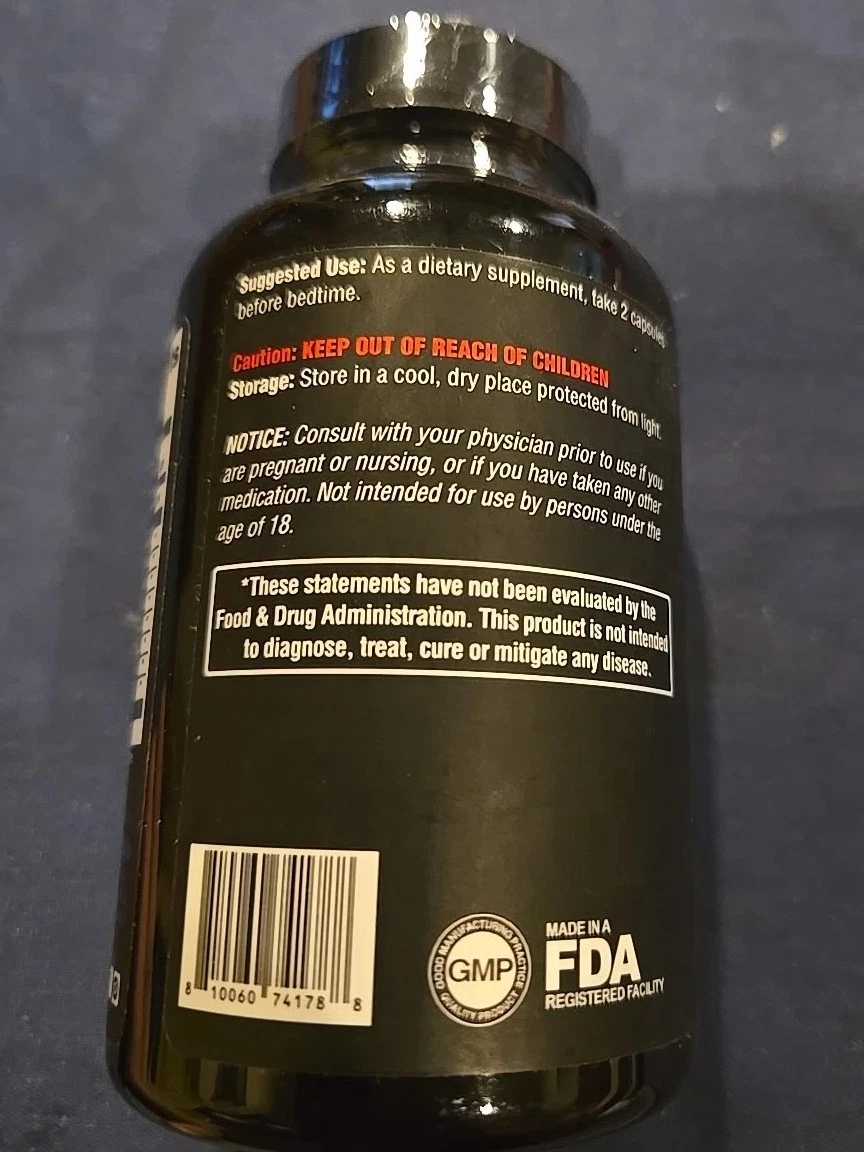 Suggested Use: As a dietary supplement, take 2 capsules
before bedtime.
Caution: KEEP OUT OF REACH OF CHILDREN
Storage: Store in a cool, dry place protected from light.
NOTICE: Consult with your physician prior to use if you
are pregnant or nursing, or if you have taken any other
medication. Not intended for use by persons under the
age of 18.
*These statements have not been evaluated by the
Food & Drug Administration. This product is not intended
to diagnose, treat, cure or mitigate any disease.
8 10060 74178 8
GOOD MANUFACTURING PRACTICE
GMP
QUALITY PRODUCT
MADE IN A
FDA
REGISTERED FACILITY